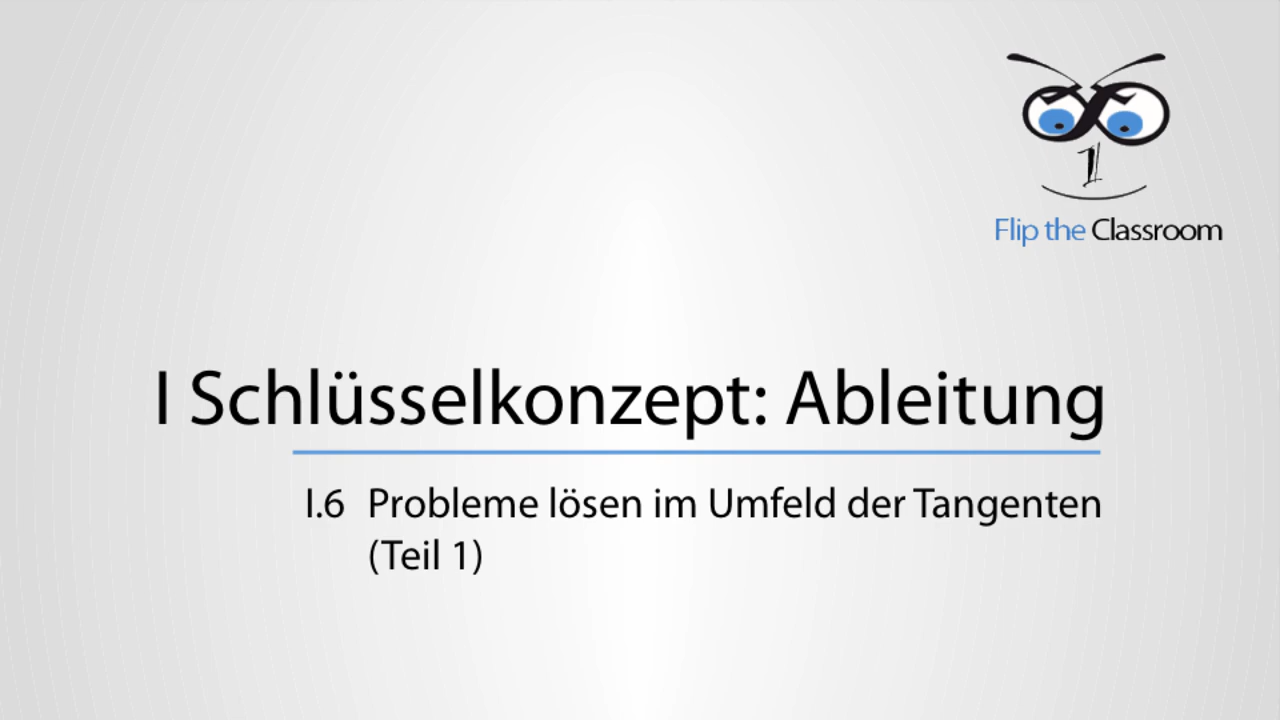 Flip the Classroom
I Schlüsselkonzept: Ableitung
I.6 Probleme lösen im Umfeld der Tangenten
(Teil 1)